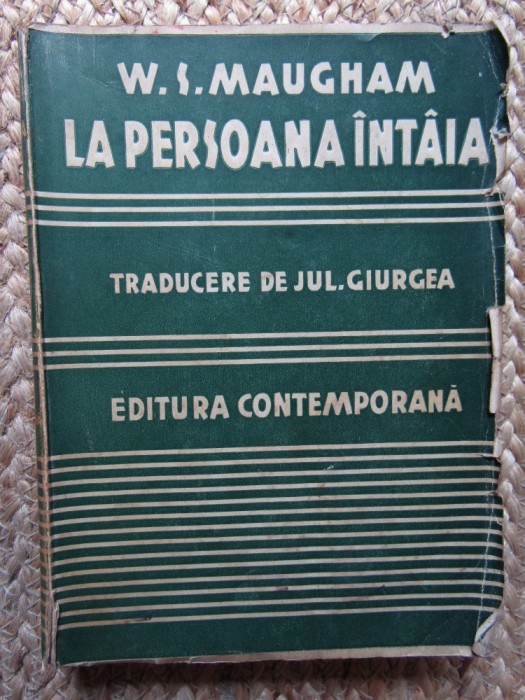 W. S. MAUGHAM
LA PERSOANA ÎNTÂIA
TRADUCERE DE JUL. GIURGEA
EDITURA CONTEMPORANĂ